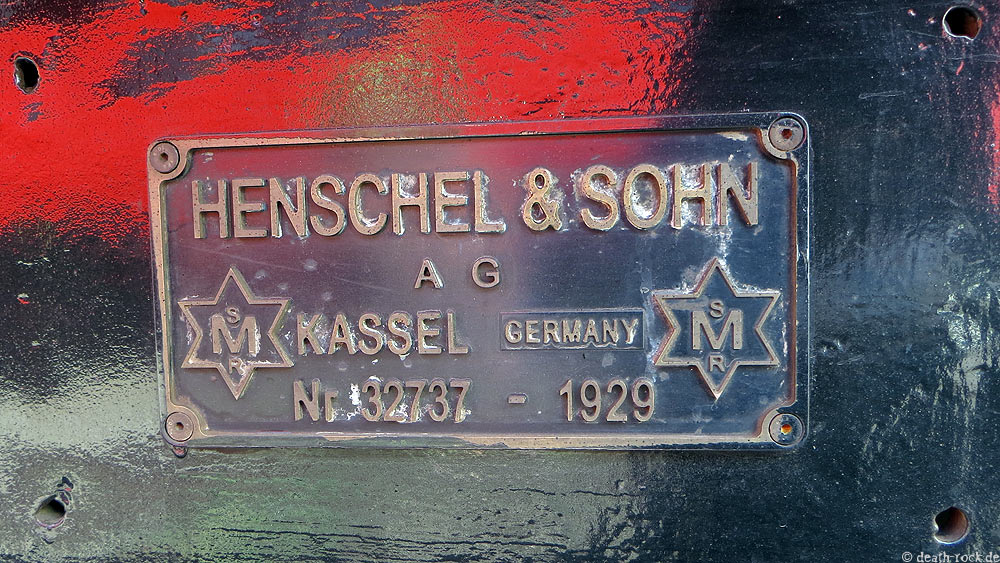 HENSCHEL & SOHN
A G
S
M
R
KASSEL GERMANY
S
M
R
Nr 32737 - 1929
© death-rock.de